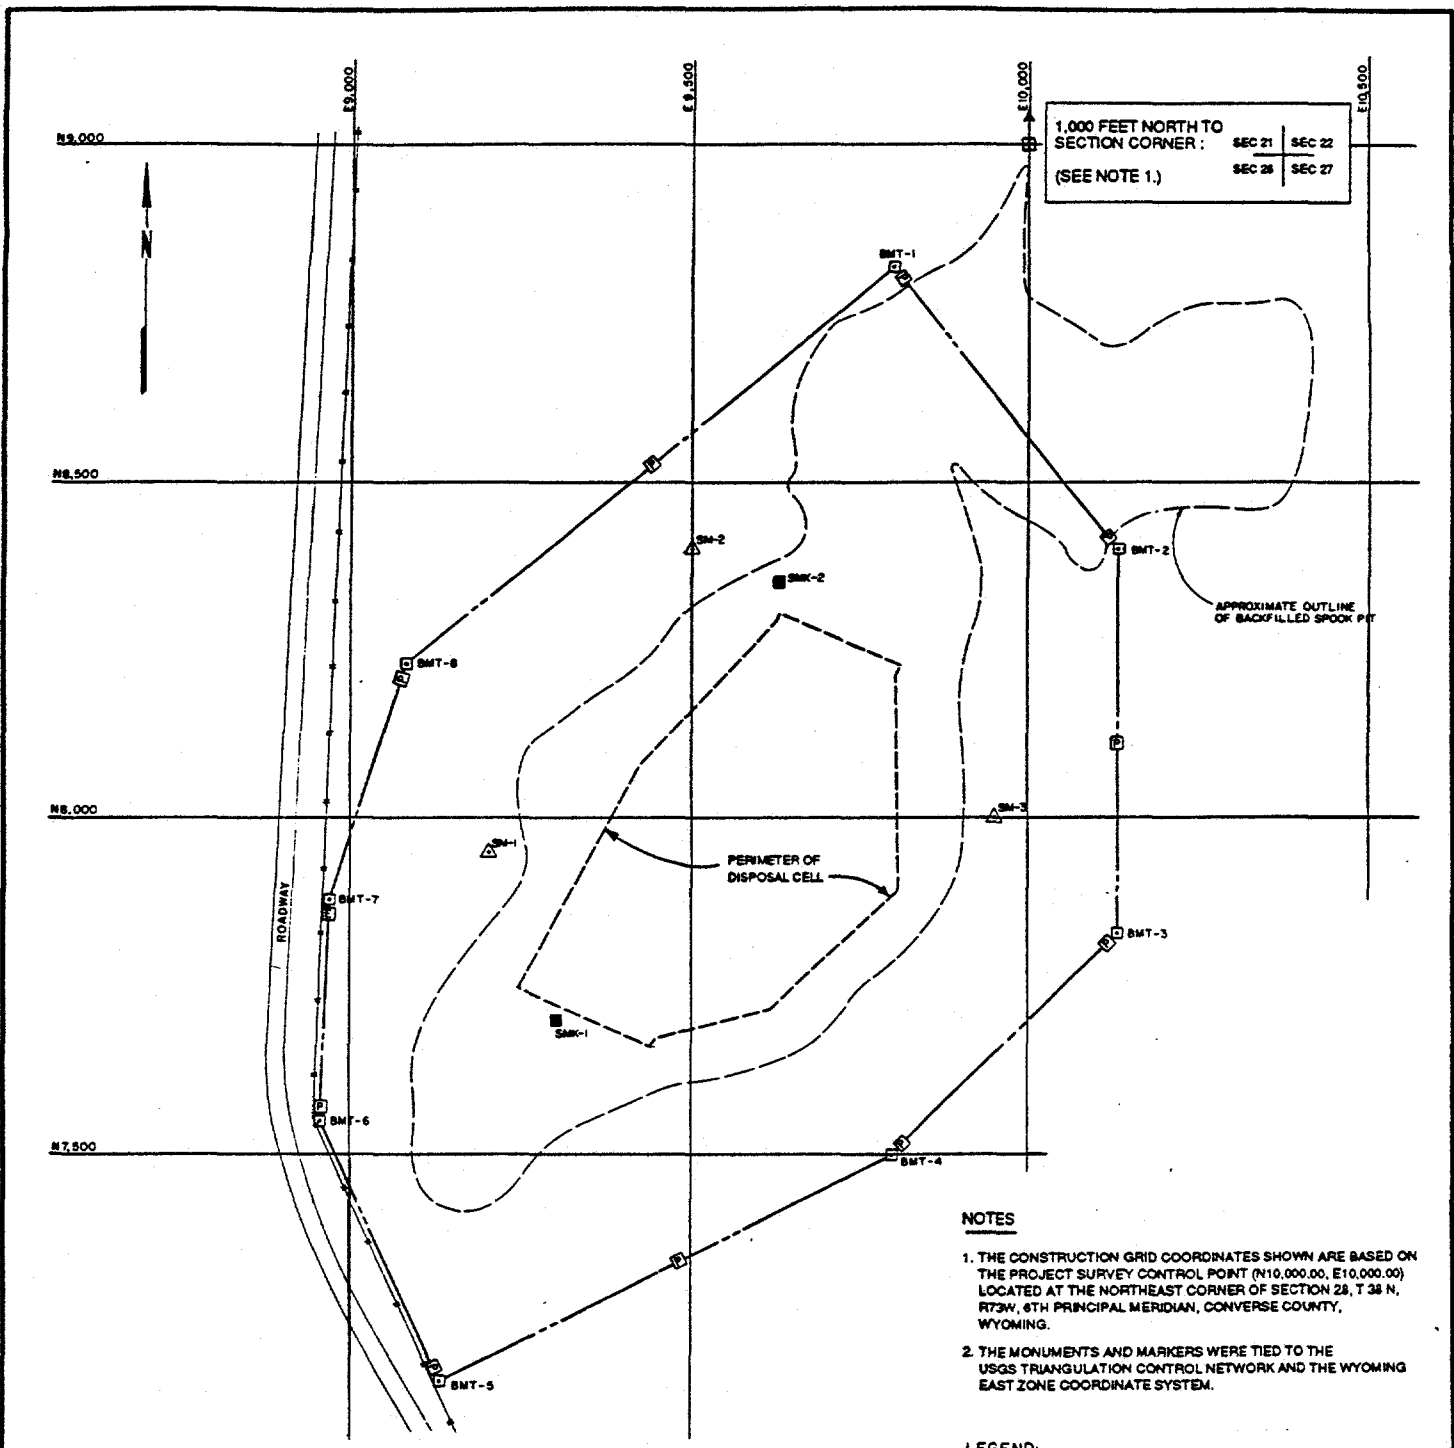 E9,000
E9,500
E10,000
E10,500
N9,000
1,000 FEET NORTH TO
SECTION CORNER :
SEC 21 SEC 22
SEC 28 SEC 27
(SEE NOTE 1.)
N
BMT-1
N8,500
SM-2
BMT-2
SMK-2
APPROXIMATE OUTLINE
OF BACKFILLED SPOOK PIT
BMT-8
P
N8,000
SM-3
SM-1
PERIMETER OF
DISPOSAL CELL
ROADWAY
BMT-7
BMT-3
SMK-1
BMT-6
N7,500
BMT-4
BMT-5
NOTES
1. THE CONSTRUCTION GRID COORDINATES SHOWN ARE BASED ON
THE PROJECT SURVEY CONTROL POINT (N10,000.00, E10,000.00)
LOCATED AT THE NORTHEAST CORNER OF SECTION 28, T 38 N,
R73W, 6TH PRINCIPAL MERIDIAN, CONVERSE COUNTY,
WYOMING.
2. THE MONUMENTS AND MARKERS WERE TIED TO THE
USGS TRIANGULATION CONTROL NETWORK AND THE WYOMING
EAST ZONE COORDINATE SYSTEM.
LEGEND: